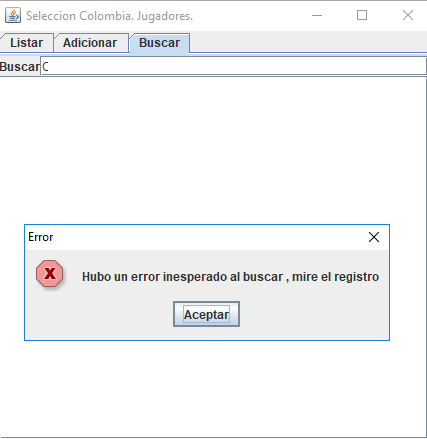 Seleccion Colombia. Jugadores.
Listar Adicionar Buscar
Buscar C
Error
Hubo un error inesperado al buscar , mire el registro
Aceptar